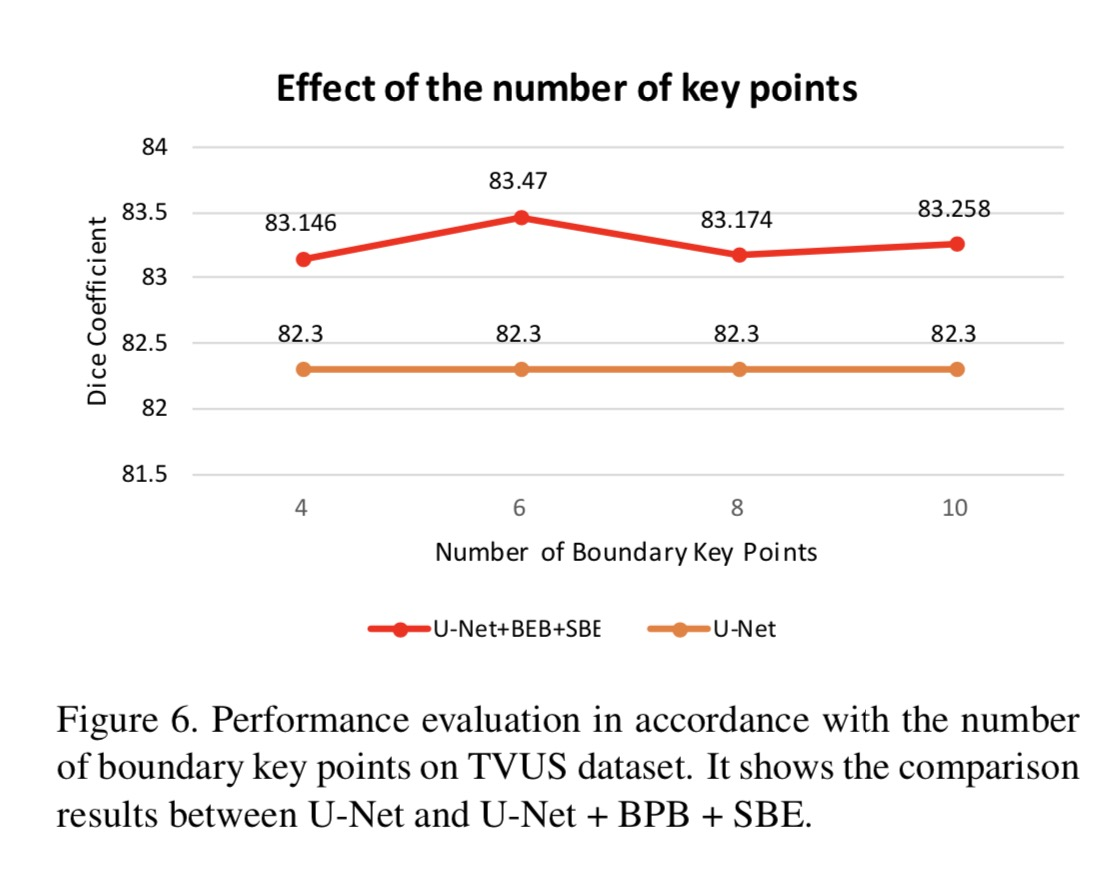 Effect of the number of key points
84
83.5
83
82.5
82
81.5
Dice Coefficient
83.146
83.47
83.174
83.258
82.3
82.3
82.3
82.3
4
6
8
10
Number of Boundary Key Points
U-Net+BEB+SBE
U-Net
Figure 6. Performance evaluation in accordance with the number
of boundary key points on TVUS dataset. It shows the comparison
results between U-Net and U-Net + BPB + SBE.